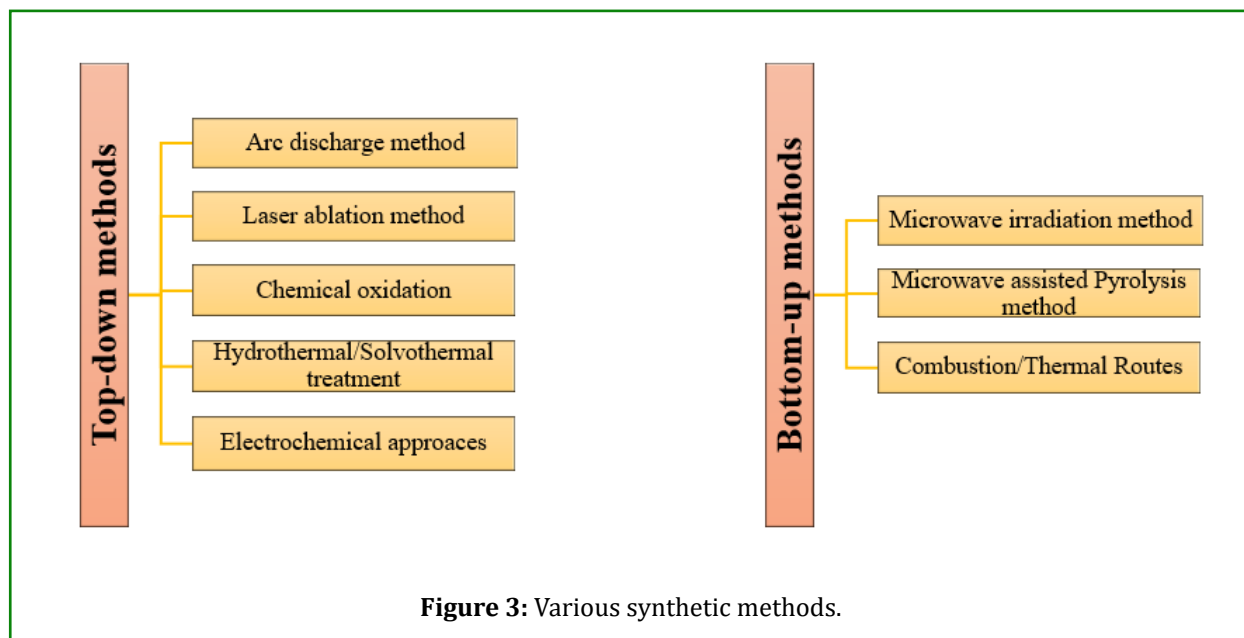 Top-down methods
Arc discharge method
Laser ablation method
Chemical oxidation
Hydrothermal/Solvothermal
treatment
Electrochemical approaces
Bottom-up methods
Microwave irradiation method
Microwave assisted Pyrolysis
method
Combustion/Thermal Routes
Figure 3: Various synthetic methods.